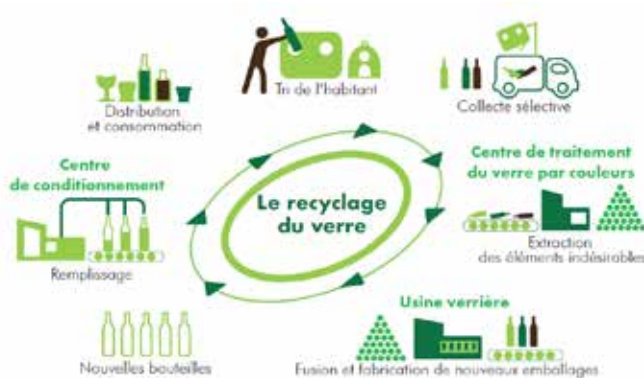 Tri de l'habitant
Collecte sélective
Distribution
et consommation
Centre
de conditionnement
Remplissage
Le recyclage
du verre
Centre de traitement
du verre par couleurs
Extraction
des éléments indésirables
Nouvelles bouteilles
Usine verrière
Fusion et fabrication de nouveaux emballages